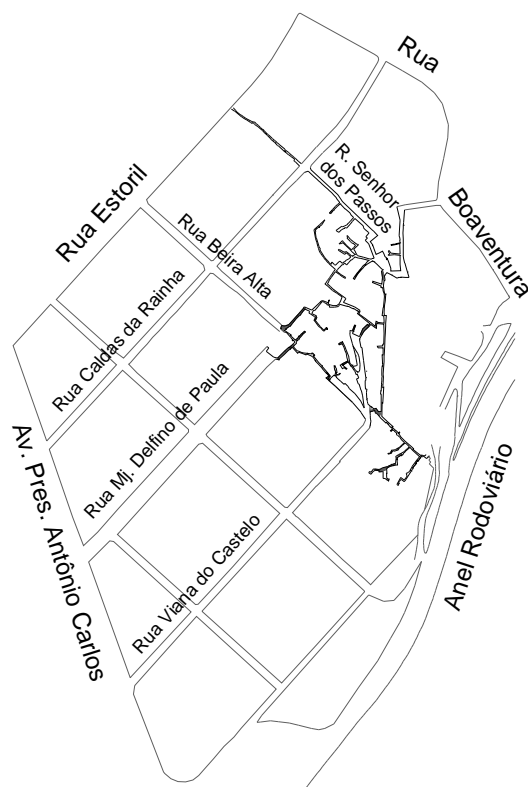 Rua
Boaventura
R. Senhor
dos Passos
Rua Estoril
Rua Beira Alta
Rua Caldas da Rainha
Rua Mj. Delfino de Paula
Av. Pres. Antônio Carlos
Rua Viana do Castelo
Anel Rodoviário